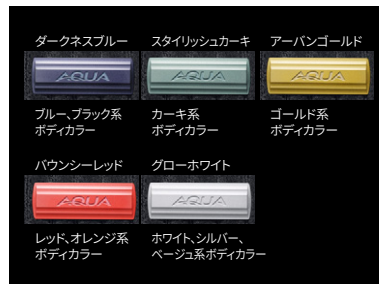 ダークネスブルー
AQUA
ブルー、ブラック系
ボディカラー
スタイリッシュカーキ
AQUA
カーキ系
ボディカラー
アーバンゴールド
AQUA
ゴールド系
ボディカラー
バウンシーレッド
AQUA
レッド、オレンジ系
ボディカラー
グローホワイト
AQUA
ホワイト、シルバー、
ベージュ系ボディカラー